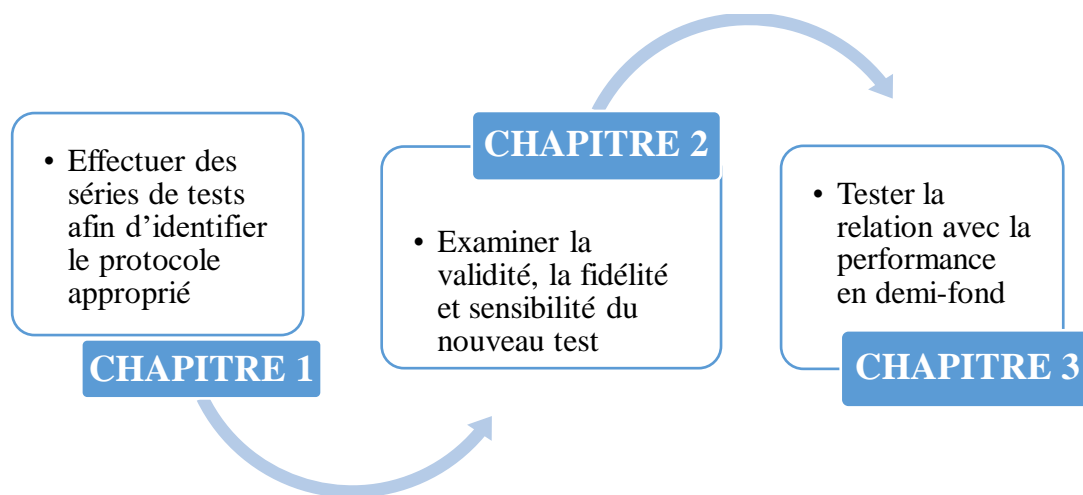 • Effectuer des
séries de tests
afin d’identifier
le protocole
approprié
CHAPITRE 1
CHAPITRE 2
• Examiner la
validité, la fidélité
et sensibilité du
nouveau test
• Tester la
relation avec la
performance
en demi-fond
CHAPITRE 3